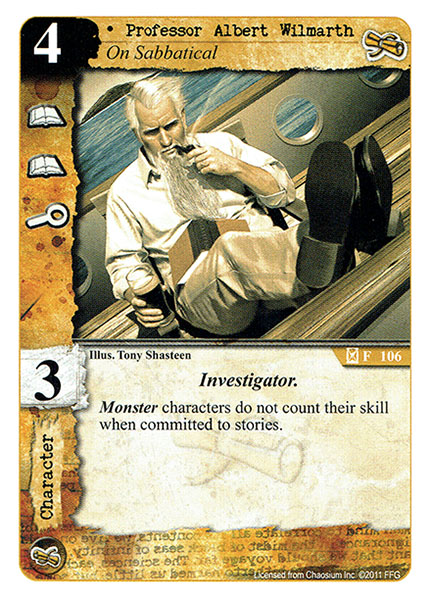 4
• Professor Albert Wilmarth
On Sabbatical
Illus. Tony Shasteen
F 106
3
Investigator.
Monster characters do not count their skill
when committed to stories.
Character
Licensed from Chaosium Inc. ©2011 FFG